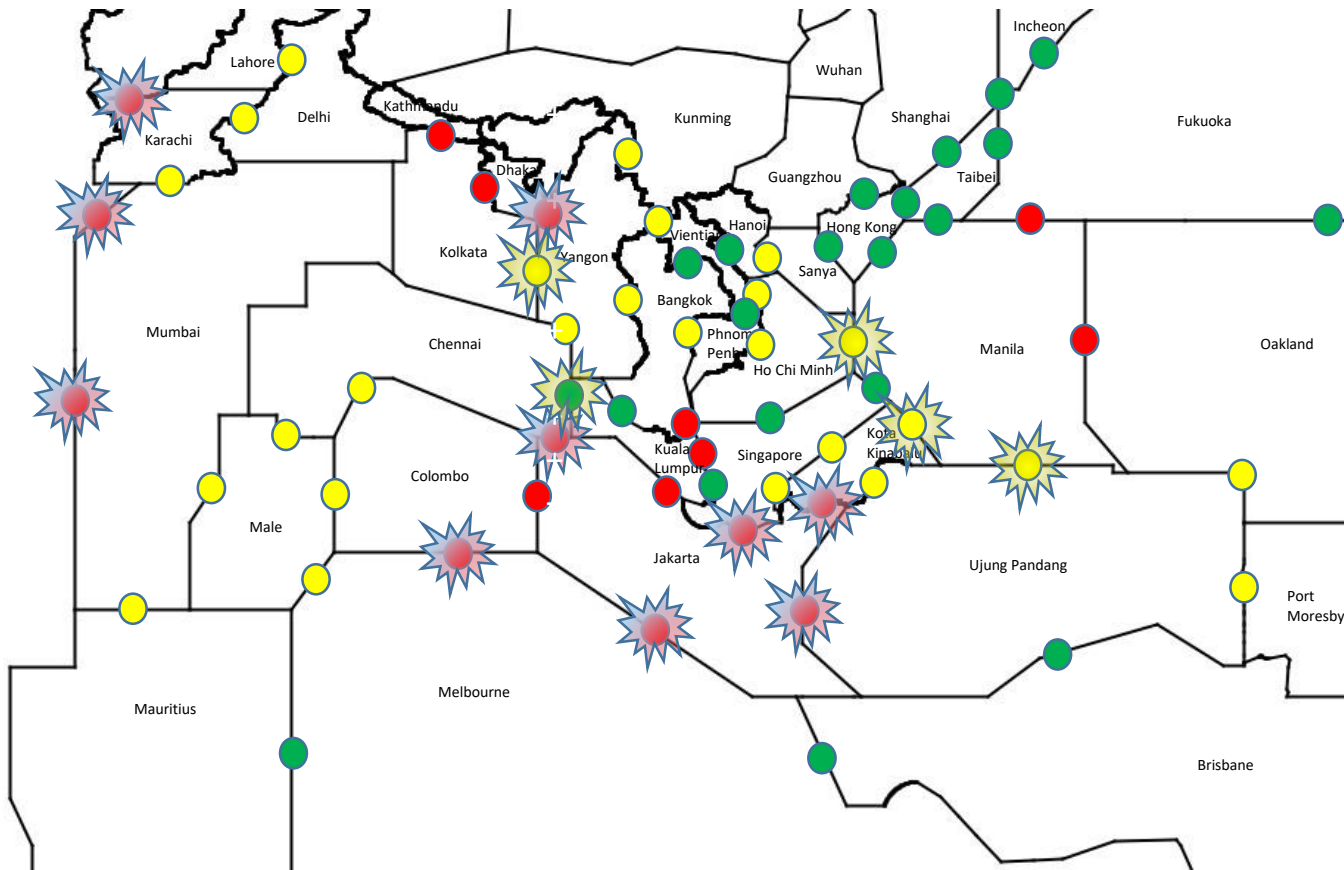 Incheon
Lahore
Wuhan
Kathmandu
Delhi
Kunming
Shanghai
Fukuoka
Karachi
Dhaka
Guangzhou
Taibei
Hanoi
Hong Kong
Kolkata
Yangon
Sanya
Bangkok
Mumbai
Chennai
Phnom
Penh
Manila
Oakland
Ho Chi Minh
Kota
Kinabalu
Kuala
Lumpur
Singapore
Colombo
Male
Jakarta
Ujung Pandang
Port
Moresby
Melbourne
Mauritius
Brisbane